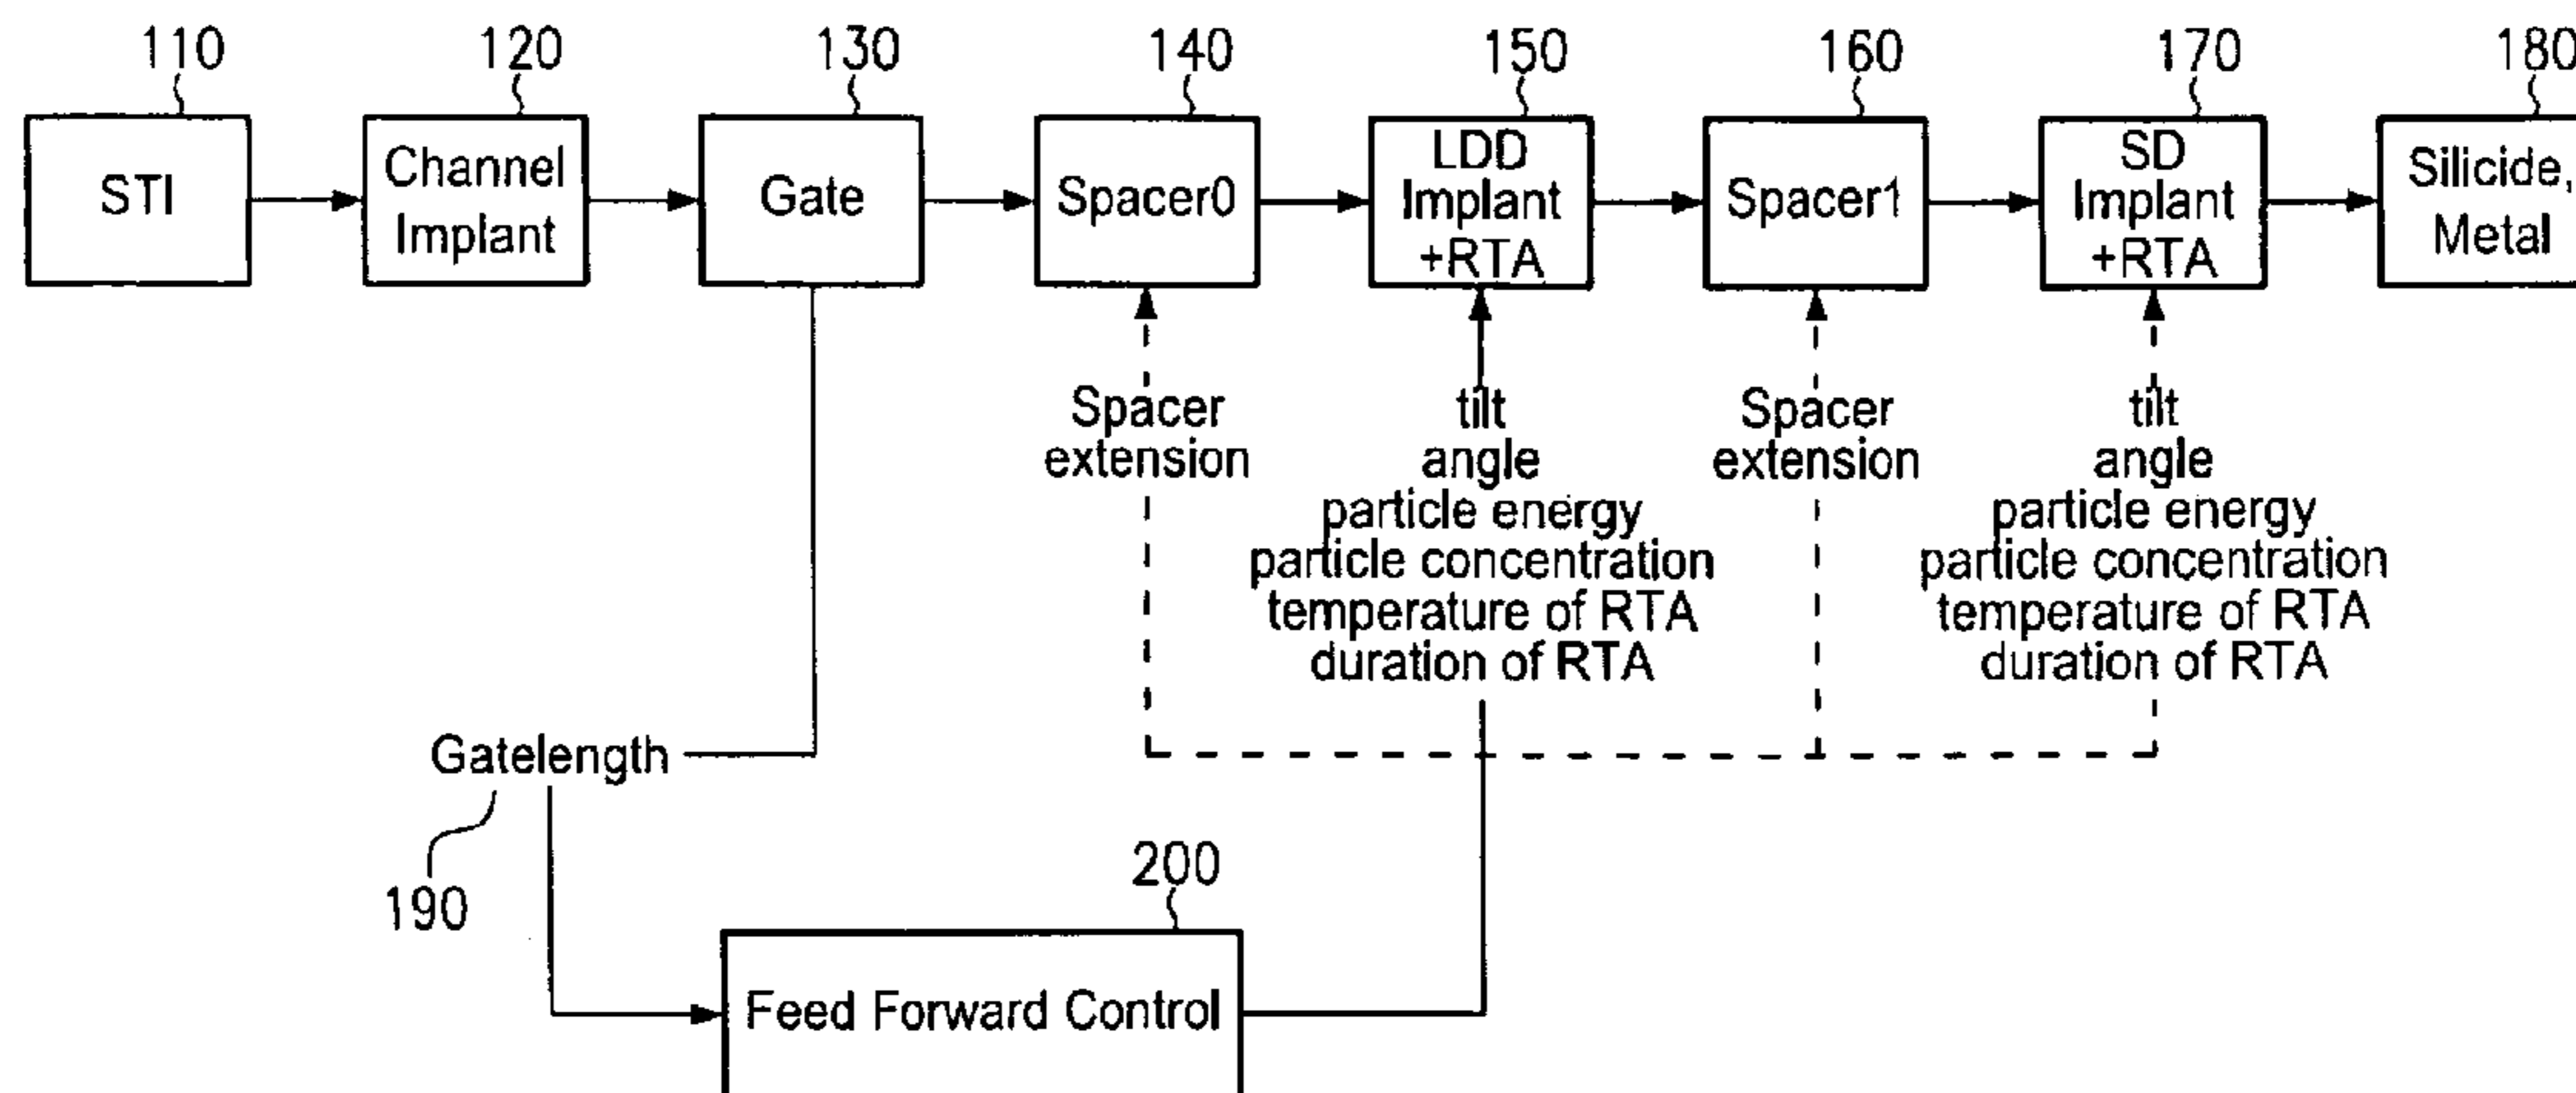 110
120
130
140
150
160
170
180
STI
Channel
Implant
Gate
Spacer0
LDD
Implant
+RTA
Spacer1
SD
Implant
+RTA
Silicide,
Metal
Spacer
extension
tilt
angle
particle energy
particle concentration
temperature of RTA
duration of RTA
Spacer
extension
tilt
angle
particle energy
particle concentration
temperature of RTA
duration of RTA
Gatelength
190
200
Feed Forward Control